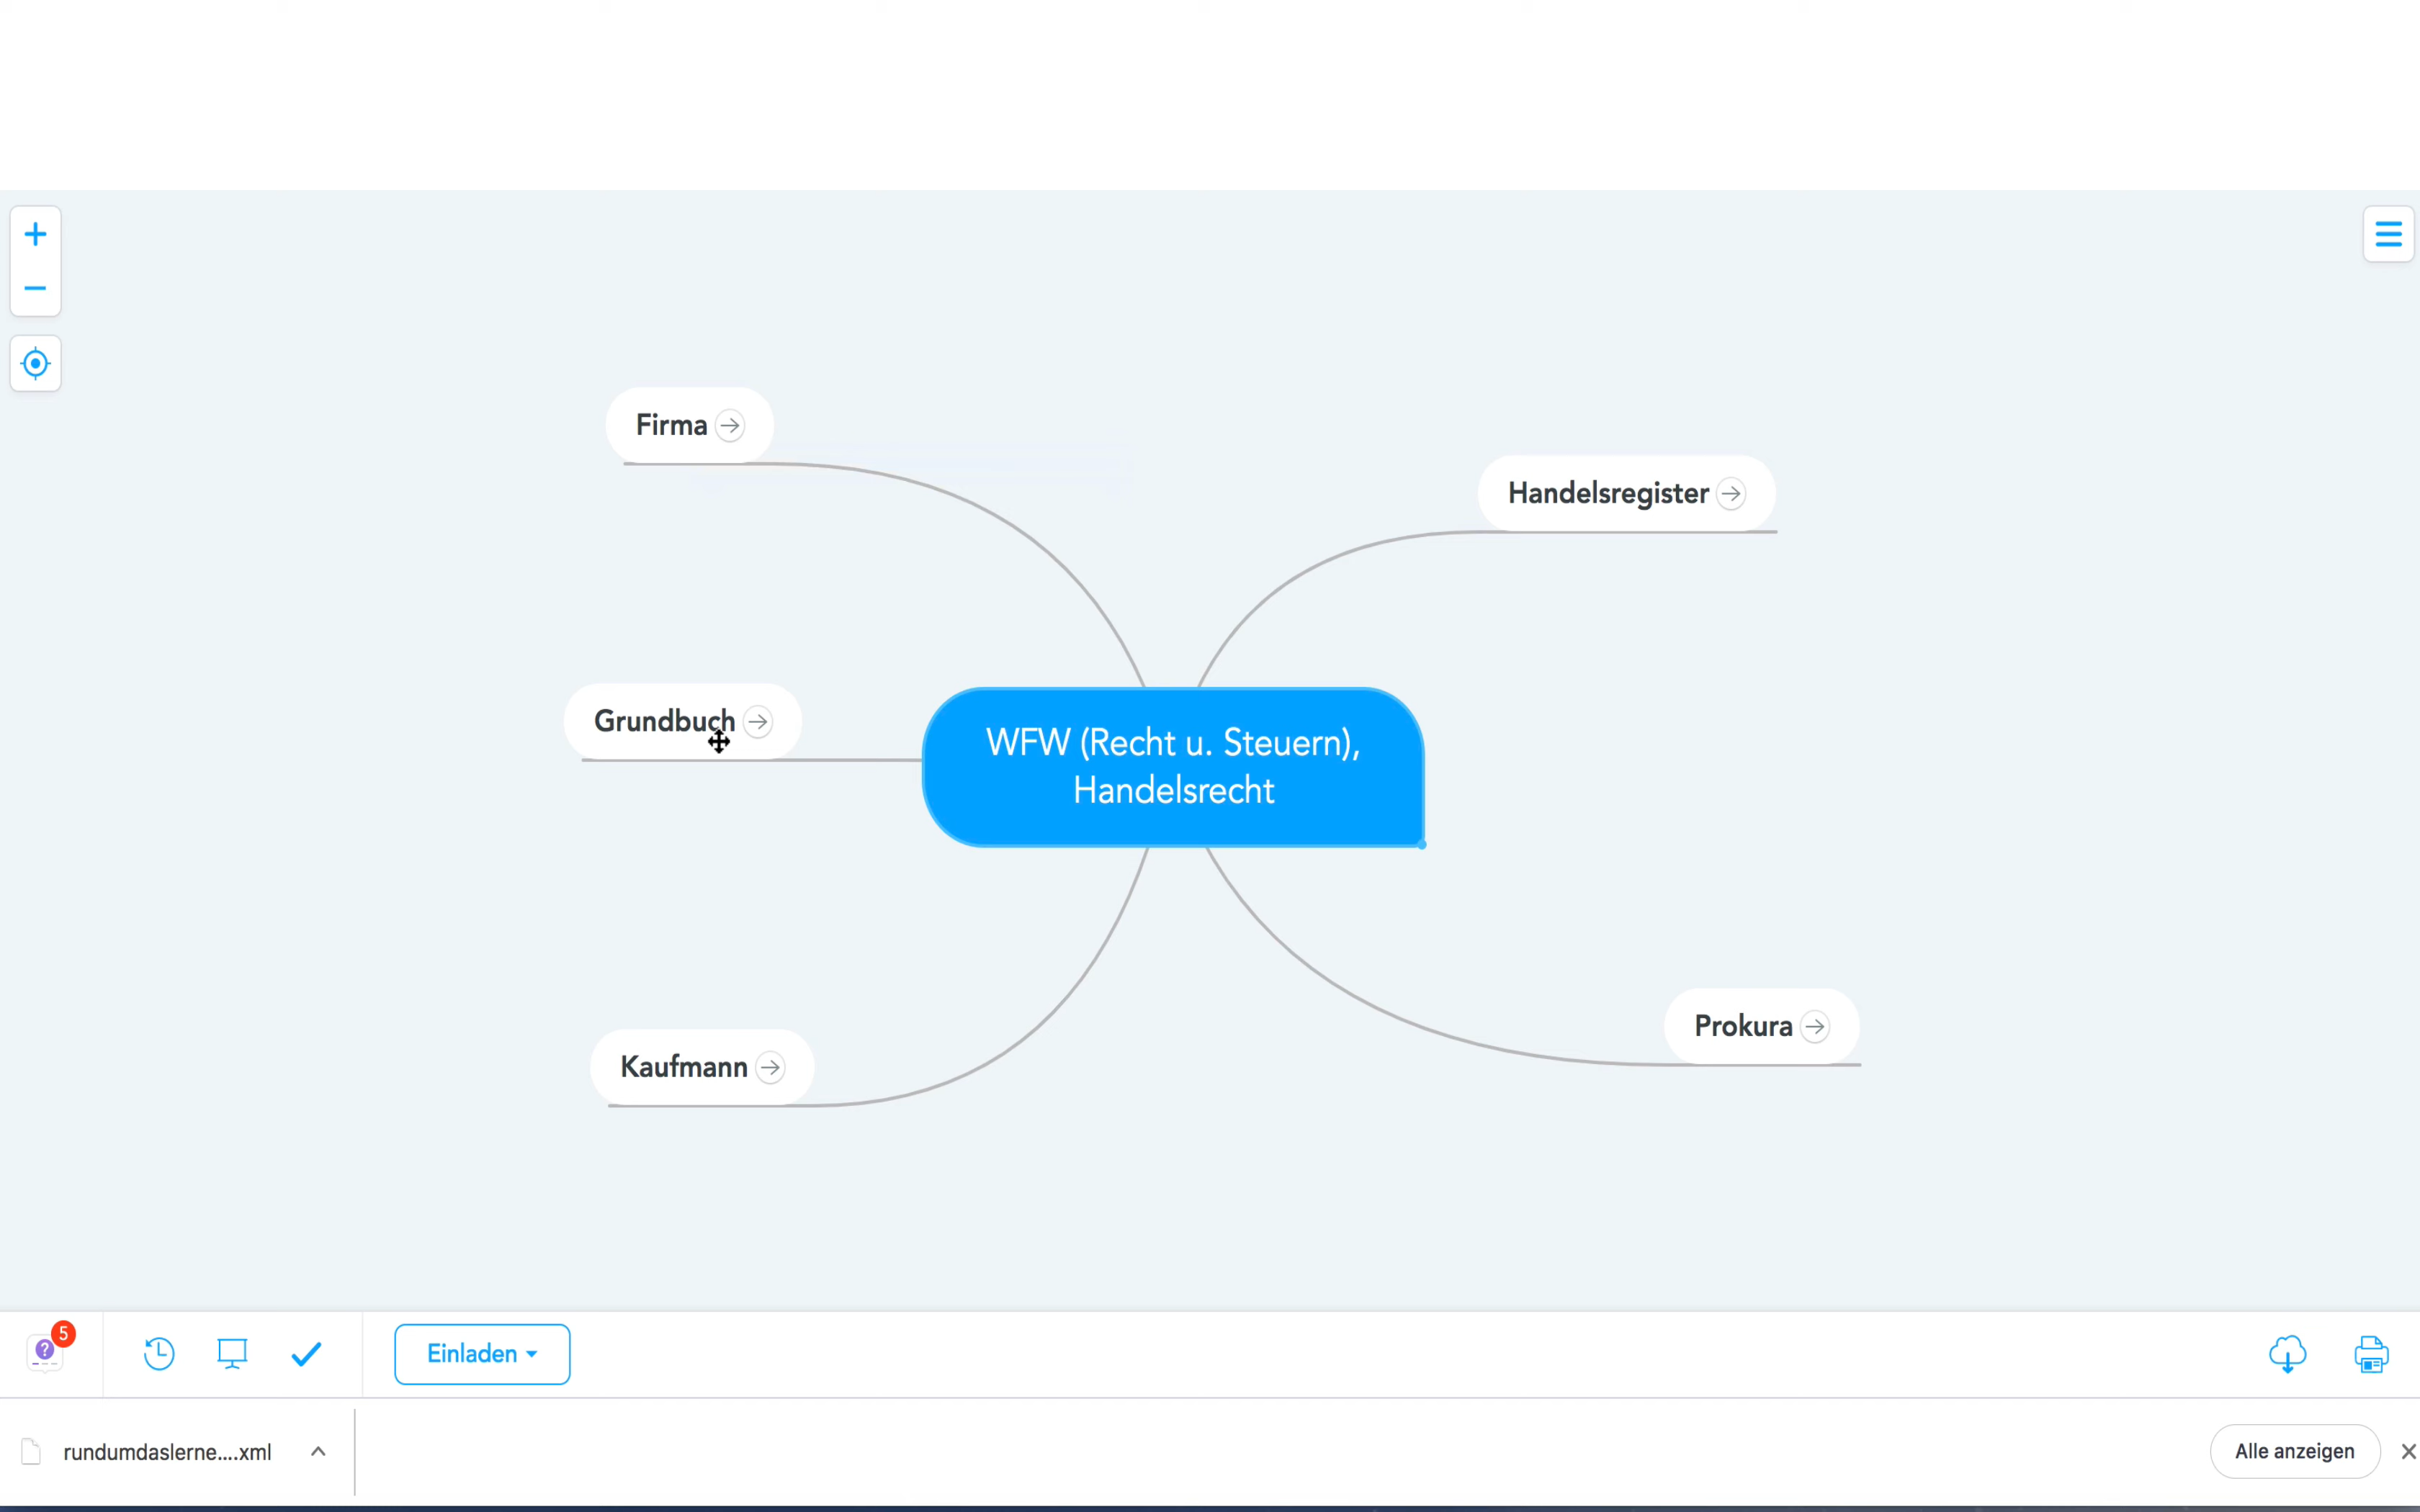 Firma
Handelsregister
Grundbuch
WFW (Recht u. Steuern),
Handelsrecht
Prokura
Kaufmann
5
?
Einladen
rundumdaslerne....xml
Alle anzeigen